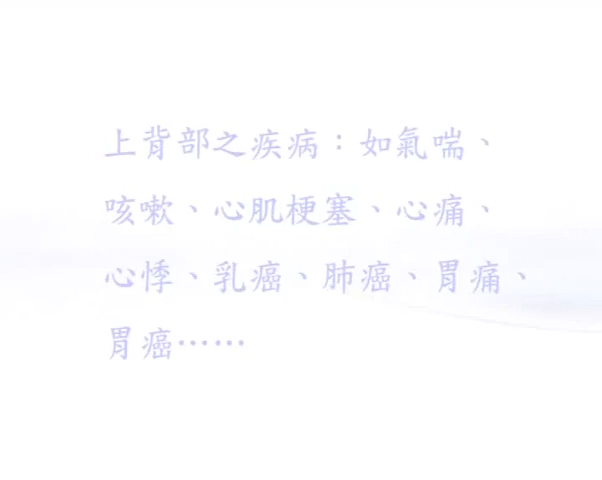 上背部之疾病：如氣喘、
咳嗽、心肌梗塞、心痛、
心悸、乳癌、肺癌、胃痛、
胃癌⋯⋯